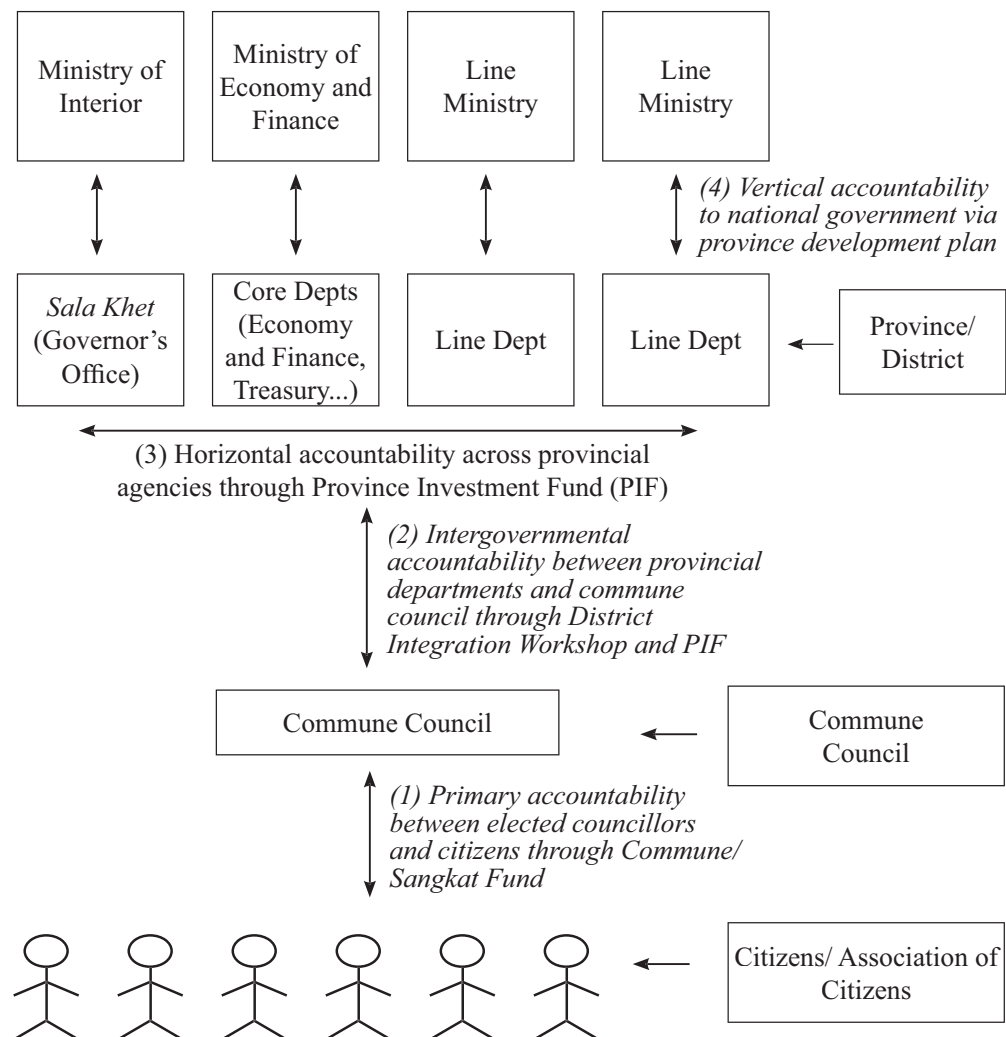 Ministry of
Interior
Ministry of
Economy and
Finance
Line
Ministry
Line
Ministry
(4) Vertical accountability
to national government via
province development plan
Sala Khet
(Governor’s
Office)
Core Depts
(Economy
and Finance,
Treasury...)
Line Dept
Line Dept
Province/
District
(3) Horizontal accountability across provincial
agencies through Province Investment Fund (PIF)
(2) Intergovernmental
accountability between provincial
departments and commune
council through District
Integration Workshop and PIF
Commune Council
Commune
Council
(1) Primary accountability
between elected councillors
and citizens through Commune/
Sangkat Fund
Citizens/ Association of
Citizens